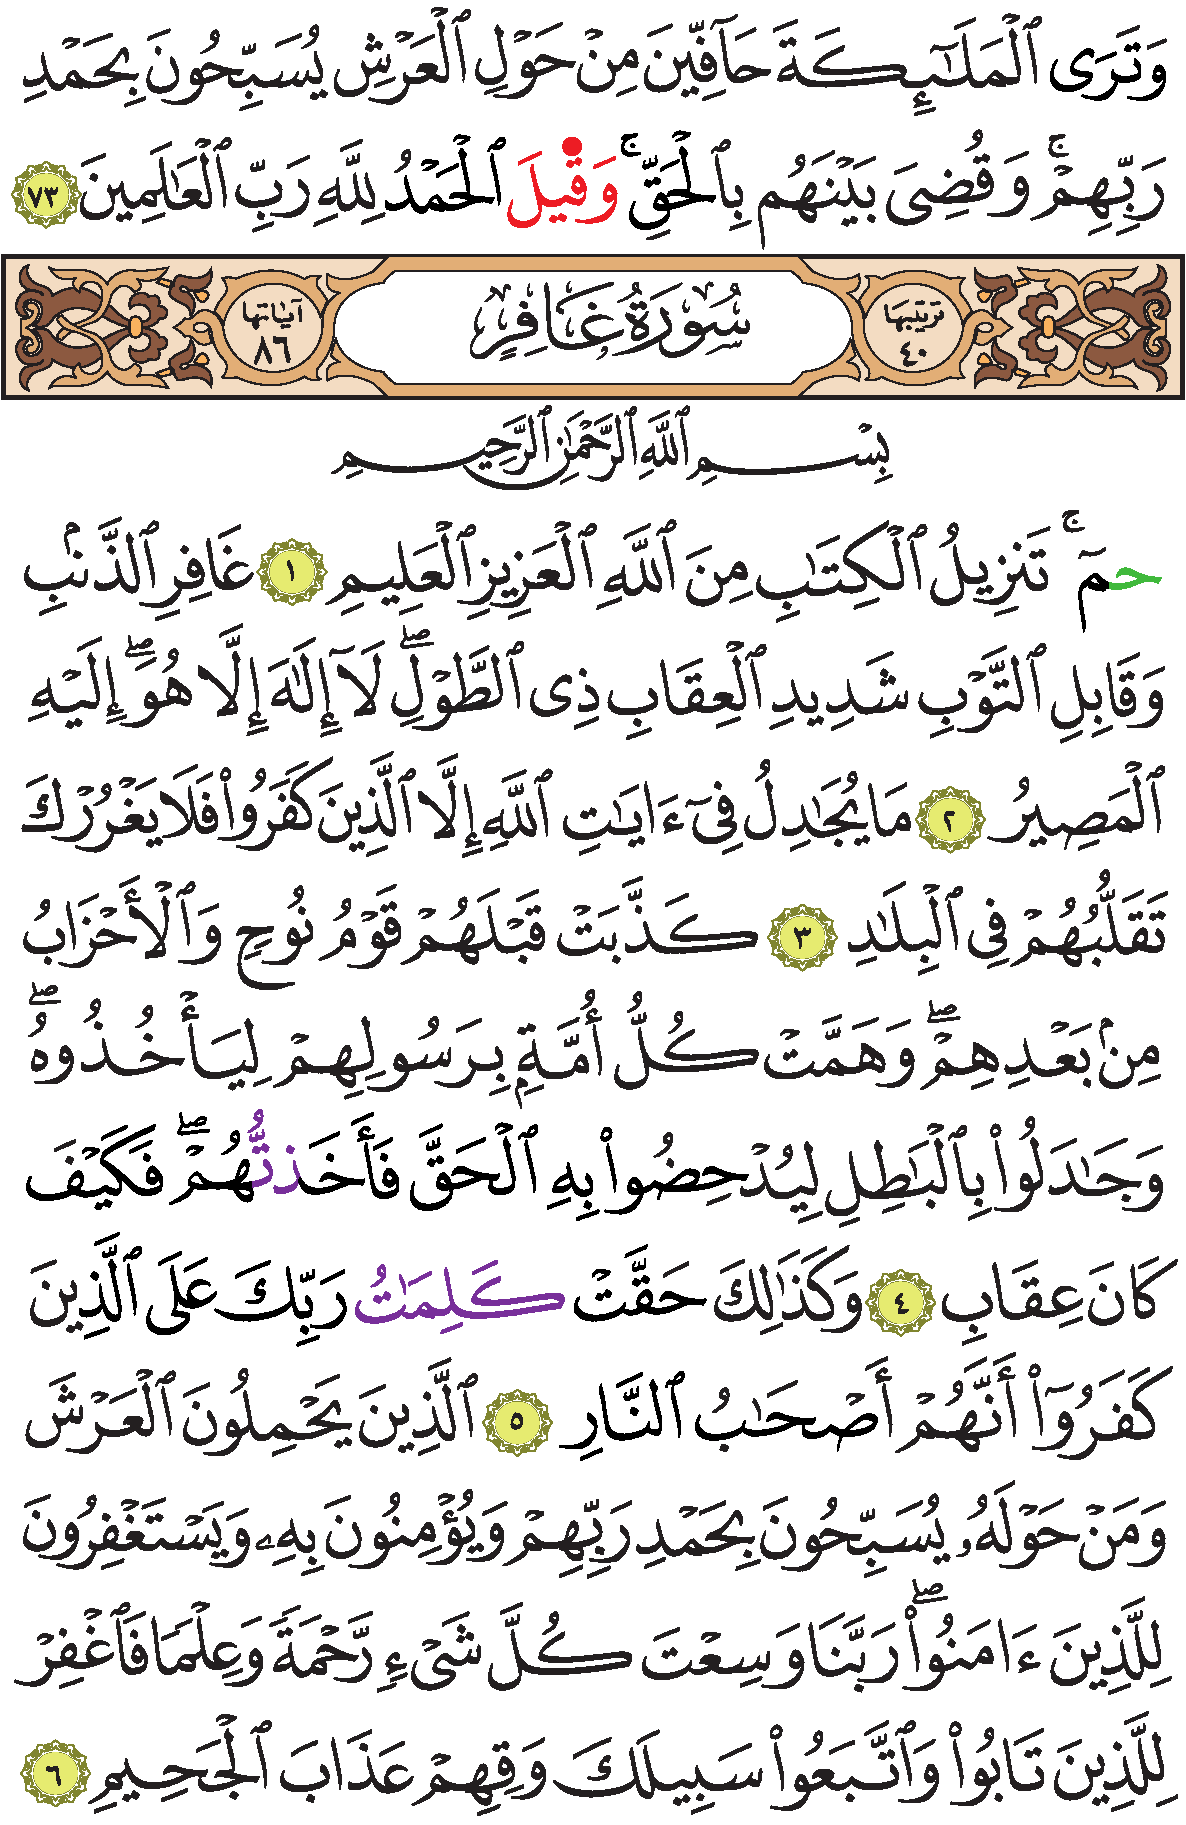 وَتَرَى ٱلْمَلَـٰٓئِكَةَ حَآفِّينَ مِنْ حَوْلِ ٱلْعَرْشِ يُسَبِّحُونَ بِحَمْدِ
رَبِّهِمْ ۚ وَقُضِىَ بَيْنَهُم بِٱلْحَقِّ ۚ وَقِيلَ ٱلْحَمْدُ لِلَّهِ رَبِّ ٱلْعَـٰلَمِينَ ٧٣
تَرْتِيبُهَا ٤٠ سُورَةُ غَافِرٍ آيَاتُهَا ٨٦
بِسْمِ ٱللَّهِ ٱلرَّحْمَـٰنِ ٱلرَّحِيمِ
حمٓ ۚ تَنزِيلُ ٱلْكِتَـٰبِ مِنَ ٱللَّهِ ٱلْعَزِيزِ ٱلْعَلِيمِ ١ غَافِرِ ٱلذَّنۢبِ
وَقَابِلِ ٱلتَّوْبِ شَدِيدِ ٱلْعِقَابِ ذِى ٱلطَّوْلِ ۖ لَآ إِلَـٰهَ إِلَّا هُوَ ۖ إِلَيْهِ
ٱلْمَصِيرُ ٢ مَا يُجَـٰدِلُ فِىٓ ءَايَـٰتِ ٱللَّهِ إِلَّا ٱلَّذِينَ كَفَرُوا۟ فَلَا يَغْرُرْكَ
تَقَلُّبُهُمْ فِى ٱلْبِلَـٰدِ ٣ كَذَّبَتْ قَبْلَهُمْ قَوْمُ نُوحٍ وَٱلْأَحْزَابُ
مِنۢ بَعْدِهِمْ ۖ وَهَمَّتْ كُلُّ أُمَّةٍۭ بِرَسُولِهِمْ لِيَأْخُذُوهُ ۖ
وَجَـٰدَلُوا۟ بِٱلْبَـٰطِلِ لِيُدْحِضُوا۟ بِهِ ٱلْحَقَّ فَأَخَذتُّهُمْ ۖ فَكَيْفَ
كَانَ عِقَابِ ٤ وَكَذَٰلِكَ حَقَّتْ كَلِمَـٰتُ رَبِّكَ عَلَى ٱلَّذِينَ
كَفَرُوٓا۟ أَنَّهُمْ أَصْحَـٰبُ ٱلنَّارِ ٥ ٱلَّذِينَ يَحْمِلُونَ ٱلْعَرْشَ
وَمَنْ حَوْلَهُۥ يُسَبِّحُونَ بِحَمْدِ رَبِّهِمْ وَيُؤْمِنُونَ بِهِۦ وَيَسْتَغْفِرُونَ
لِلَّذِينَ ءَامَنُوا۟ ۖ رَبَّنَا وَسِعْتَ كُلَّ شَىْءٍ رَّحْمَةً وَعِلْمًا فَٱغْفِرْ
لِلَّذِينَ تَابُوا۟ وَٱتَّبَعُوا۟ سَبِيلَكَ وَقِهِمْ عَذَابَ ٱلْجَحِيمِ ٦